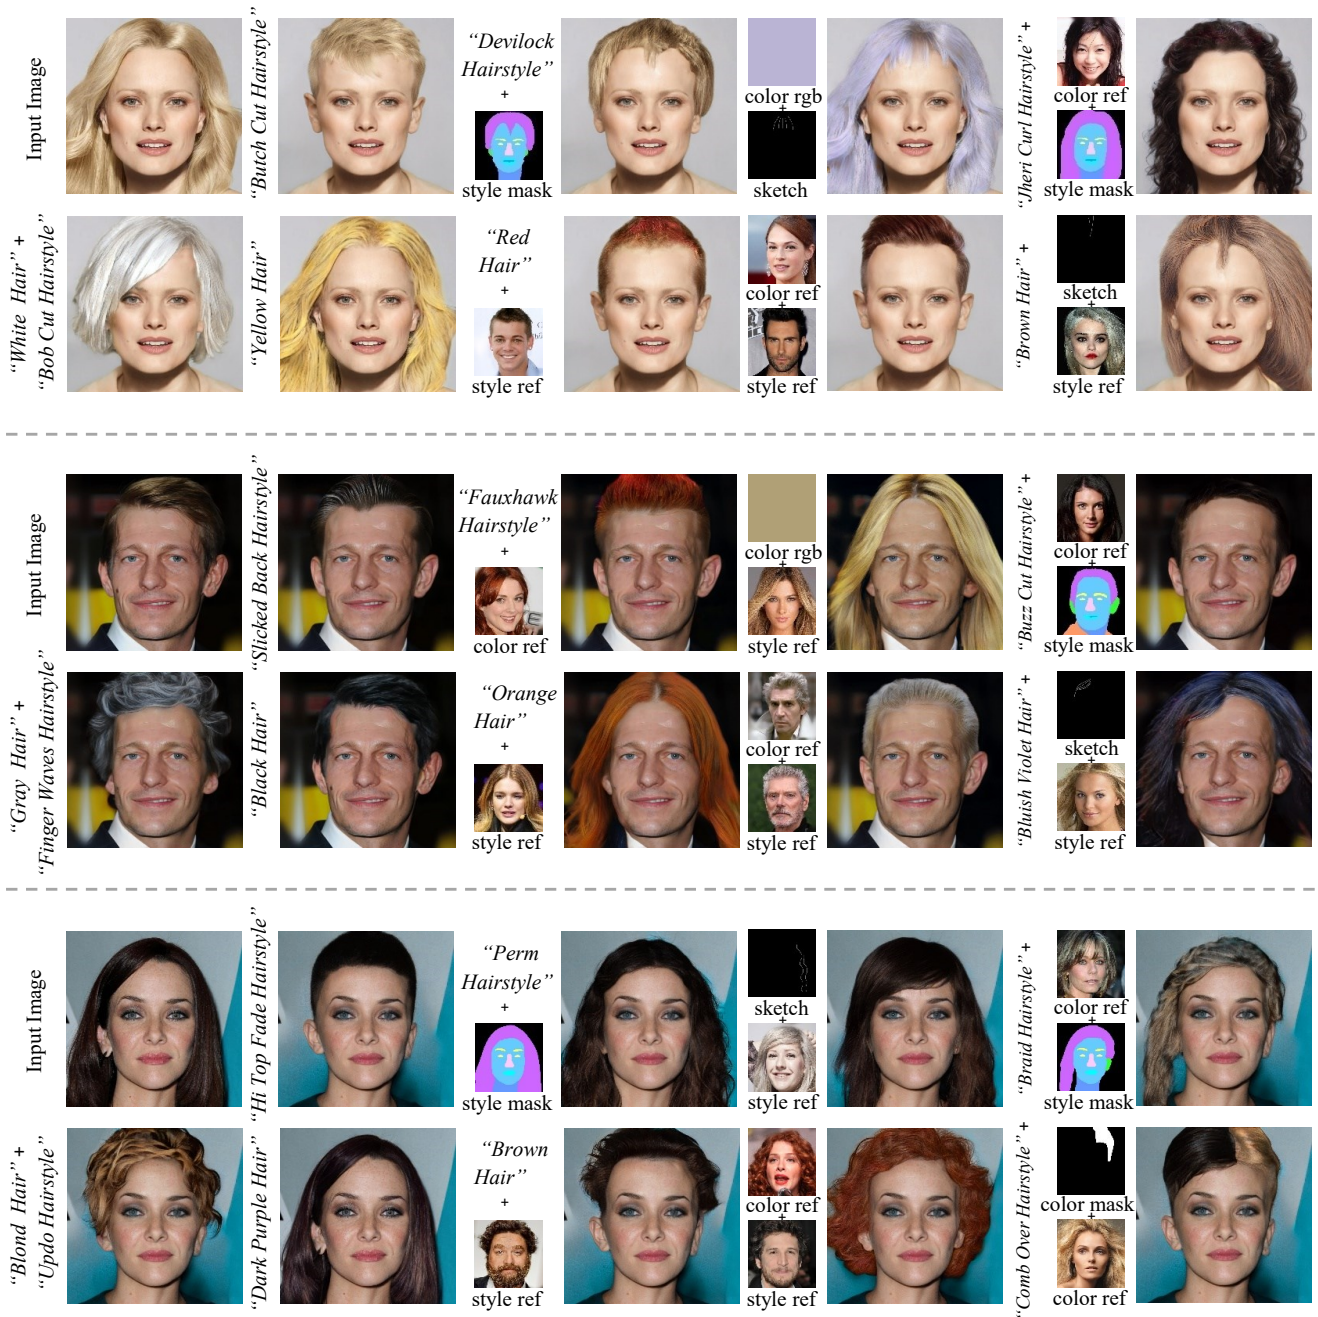 Input Image
“Butch Cut Hairstyle”
“Devilock
Hairstyle”
+
style mask
color rgb
+
sketch
“Jheri Curl Hairstyle” +
color ref
+
style mask
“White Hair” +
“Bob Cut Hairstyle”
“Yellow Hair”
“Red
Hair”
+
style ref
color ref
+
style ref
“Brown Hair” +
sketch
+
style ref
Input Image
“Slicked Back Hairstyle”
“Fauxhawk
Hairstyle”
+
color ref
color rgb
+
style ref
“Buzz Cut Hairstyle” +
color ref
+
style mask
“Gray Hair” +
“Finger Waves Hairstyle”
“Black Hair”
“Orange
Hair”
+
style ref
color ref
+
style ref
“Bluish Violet Hair” +
sketch
+
style ref
Input Image
“Hi Top Fade Hairstyle”
“Perm
Hairstyle”
+
style mask
sketch
+
style ref
“Braid Hairstyle” +
color ref
+
style mask
“Blond Hair” +
“Updo Hairstyle”
“Dark Purple Hair”
“Brown
Hair”
+
style ref
color ref
+
style ref
“Comb Over Hairstyle” +
color mask
+
color ref